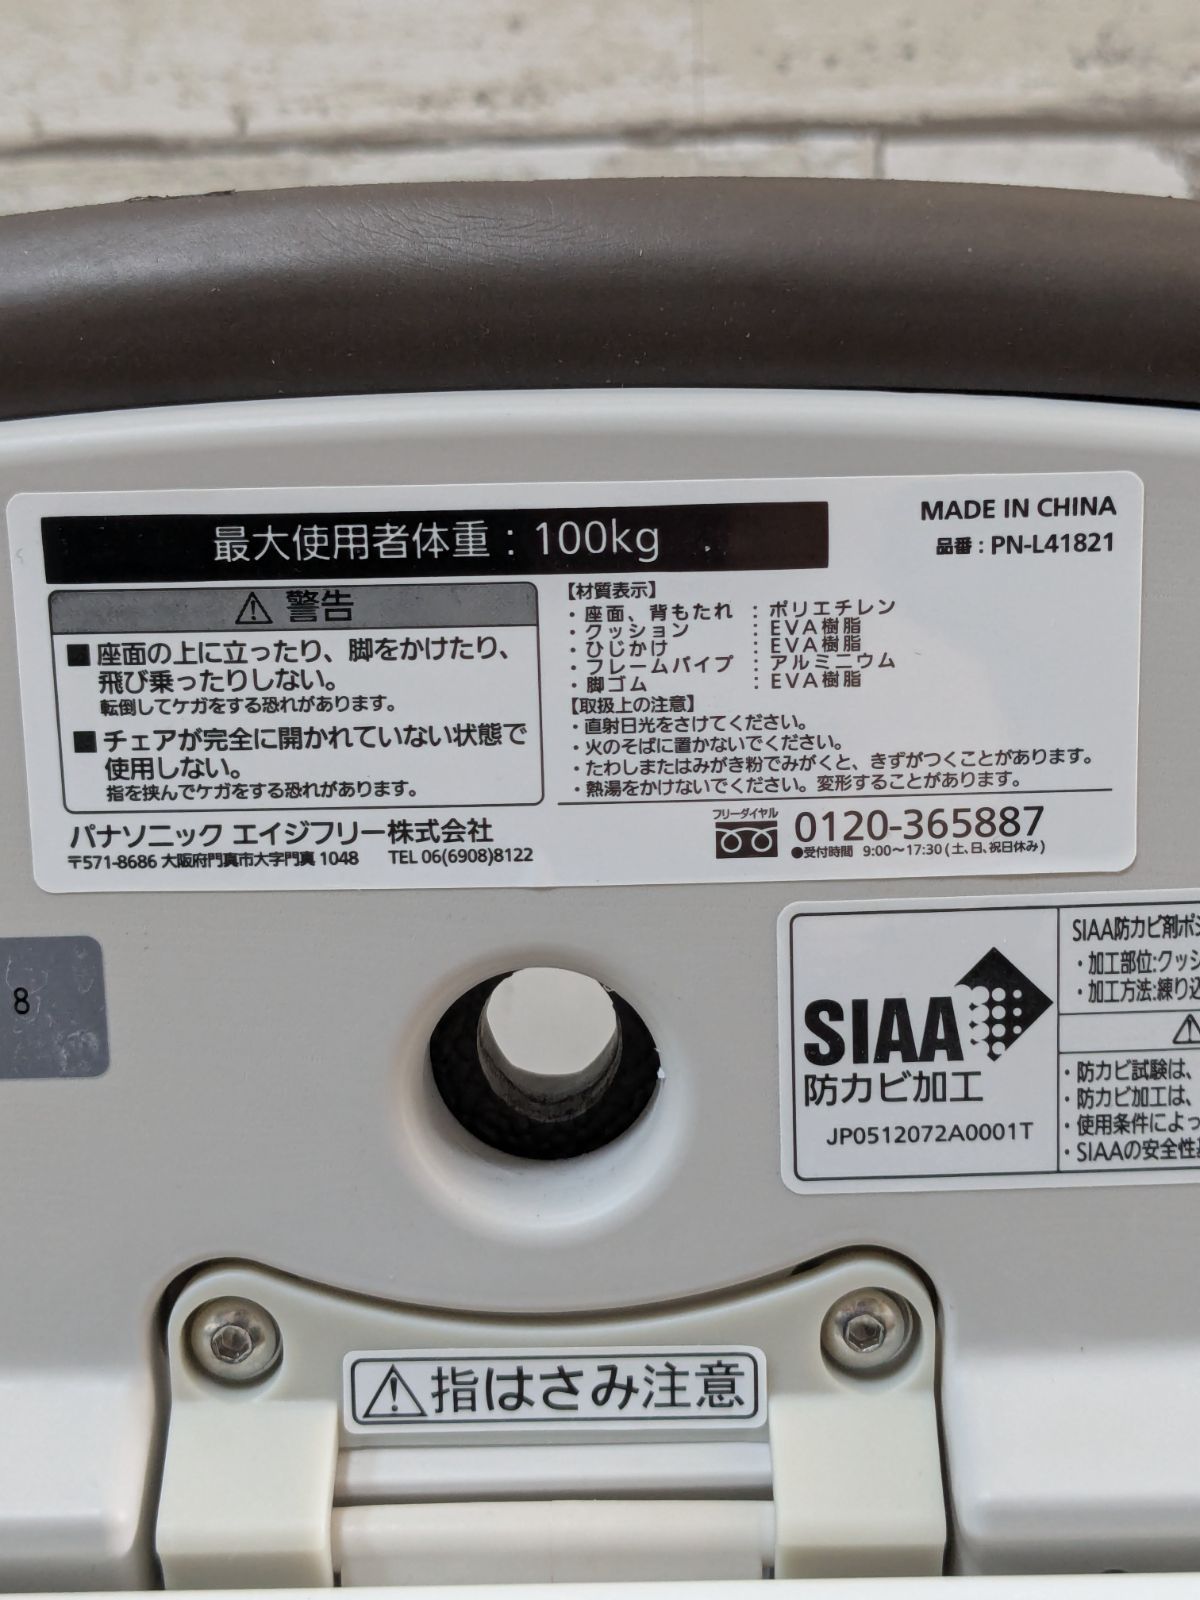 最大使用者体重：100kg
MADE IN CHINA
品番：PN-L41821
⚠ 警告
■ 座面の上に立ったり、脚をかけたり、
飛び乗ったりしない。
転倒してケガをする恐れがあります。
■ チェアが完全に開かれていない状態で
使用しない。
指を挟んでケガをする恐れがあります。
【材質表示】
・座面、背もたれ ：ポリエチレン
・クッション ：EVA樹脂
・ひじかけ ：EVA樹脂
・フレームパイプ ：アルミニウム
・脚ゴム ：EVA樹脂
【取扱上の注意】
・直射日光をさけてください。
・火のそばに置かないでください。
・たわしまたはみがき粉でみがくと、きずがつくことがあります。
・熱湯をかけないでください。変形することがあります。
パナソニック エイジフリー株式会社
〒571-8686 大阪府門真市大字門真 1048 TEL 06(6908)8122
フリーダイヤル
0120-365887
●受付時間 9:00〜17:30（土、日、祝日休み）
8
SIAA
防カビ加工
JP0512072A0001T
SIAA防カビ剤ポジ
・加工部位:クッシ
・加工方法:練り込
⚠
・防カビ試験は、
・防カビ加工は、
・使用条件によっ
・SIAAの安全性基
⚠指はさみ注意